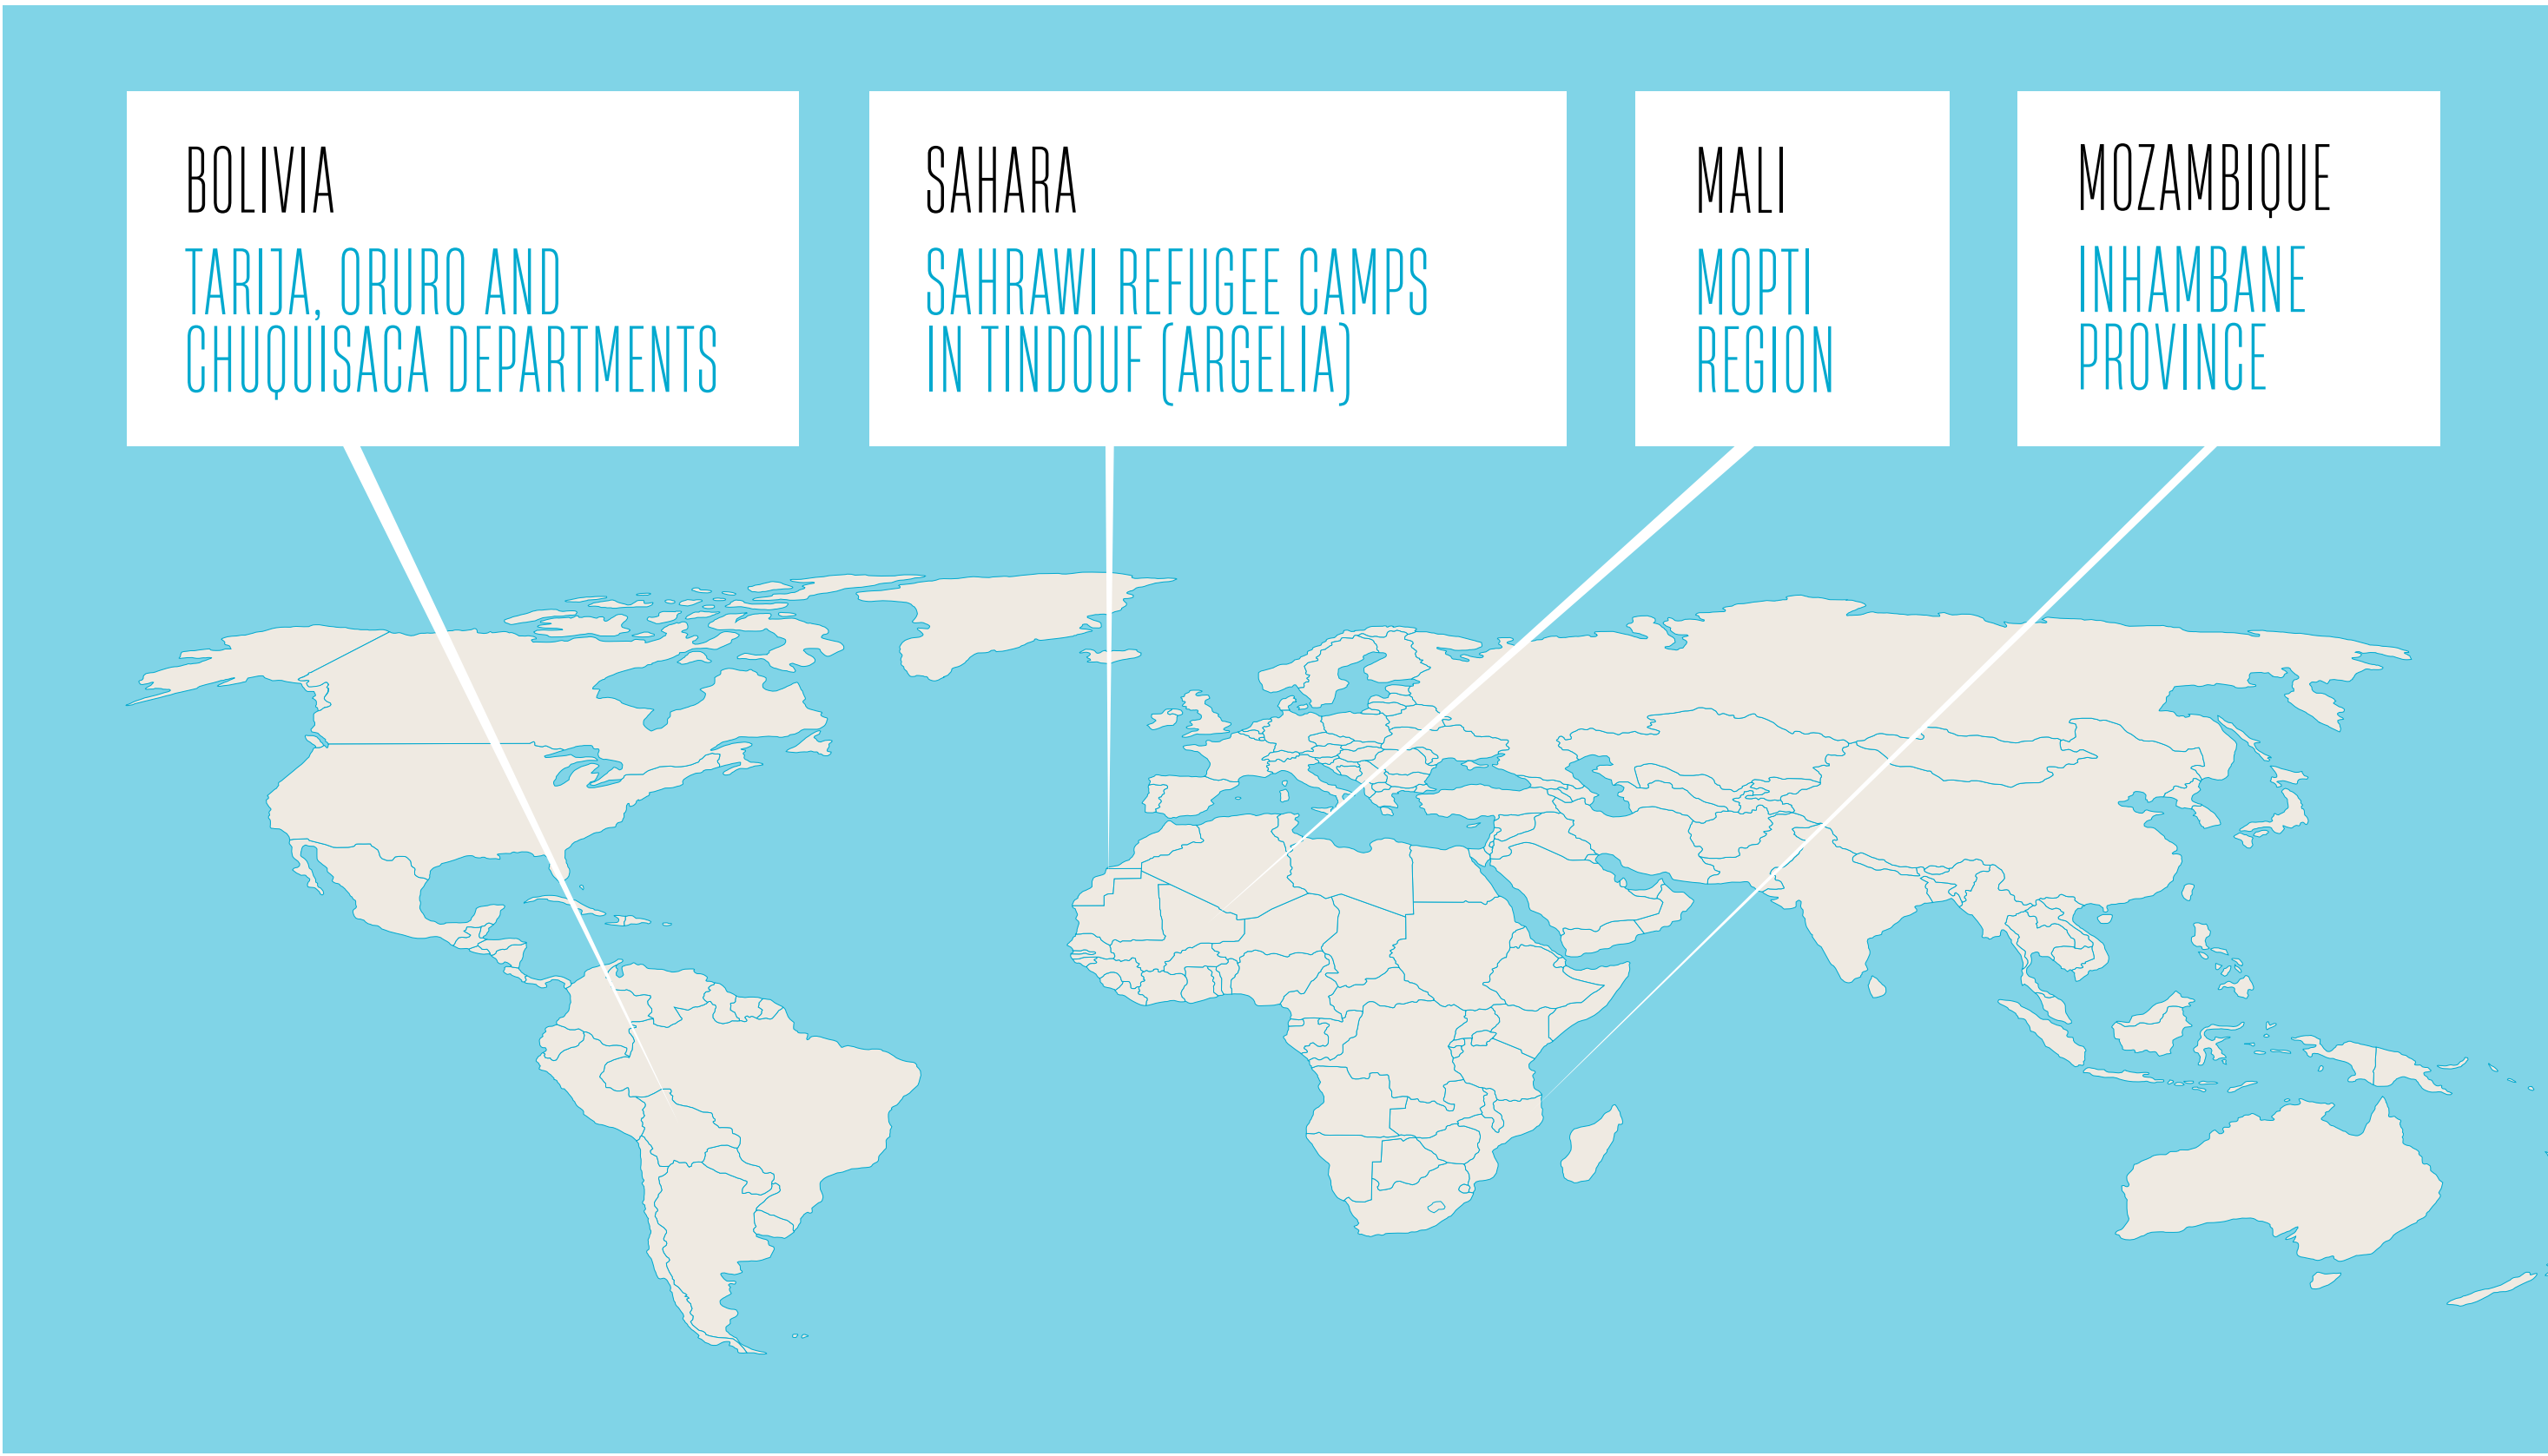 BOLIVIA
TARIJA, ORURO AND
CHUQUISACA DEPARTMENTS
SAHARA
SAHRAWI REFUGEE CAMPS
IN TINDOUF (ARGELIA)
MALI
MOPTI
REGION
MOZAMBIQUE
INHAMBANE
PROVINCE